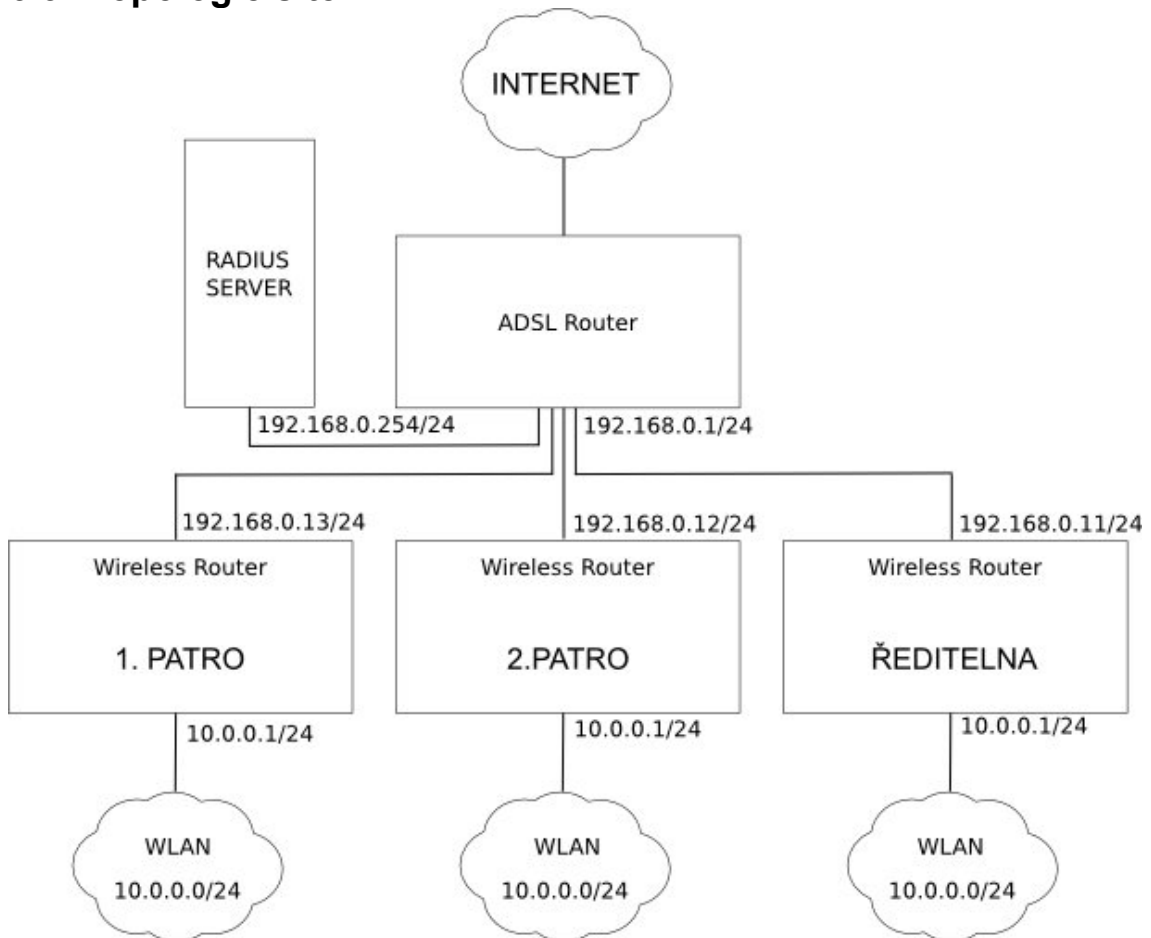 INTERNET
RADIUS
SERVER
ADSL Router
192.168.0.254/24
192.168.0.1/24
192.168.0.13/24
192.168.0.12/24
192.168.0.11/24
Wireless Router
Wireless Router
Wireless Router
1. PATRO
2.PATRO
ŘEDITELNA
10.0.0.1/24
10.0.0.1/24
10.0.0.1/24
WLAN
10.0.0.0/24
WLAN
10.0.0.0/24
WLAN
10.0.0.0/24